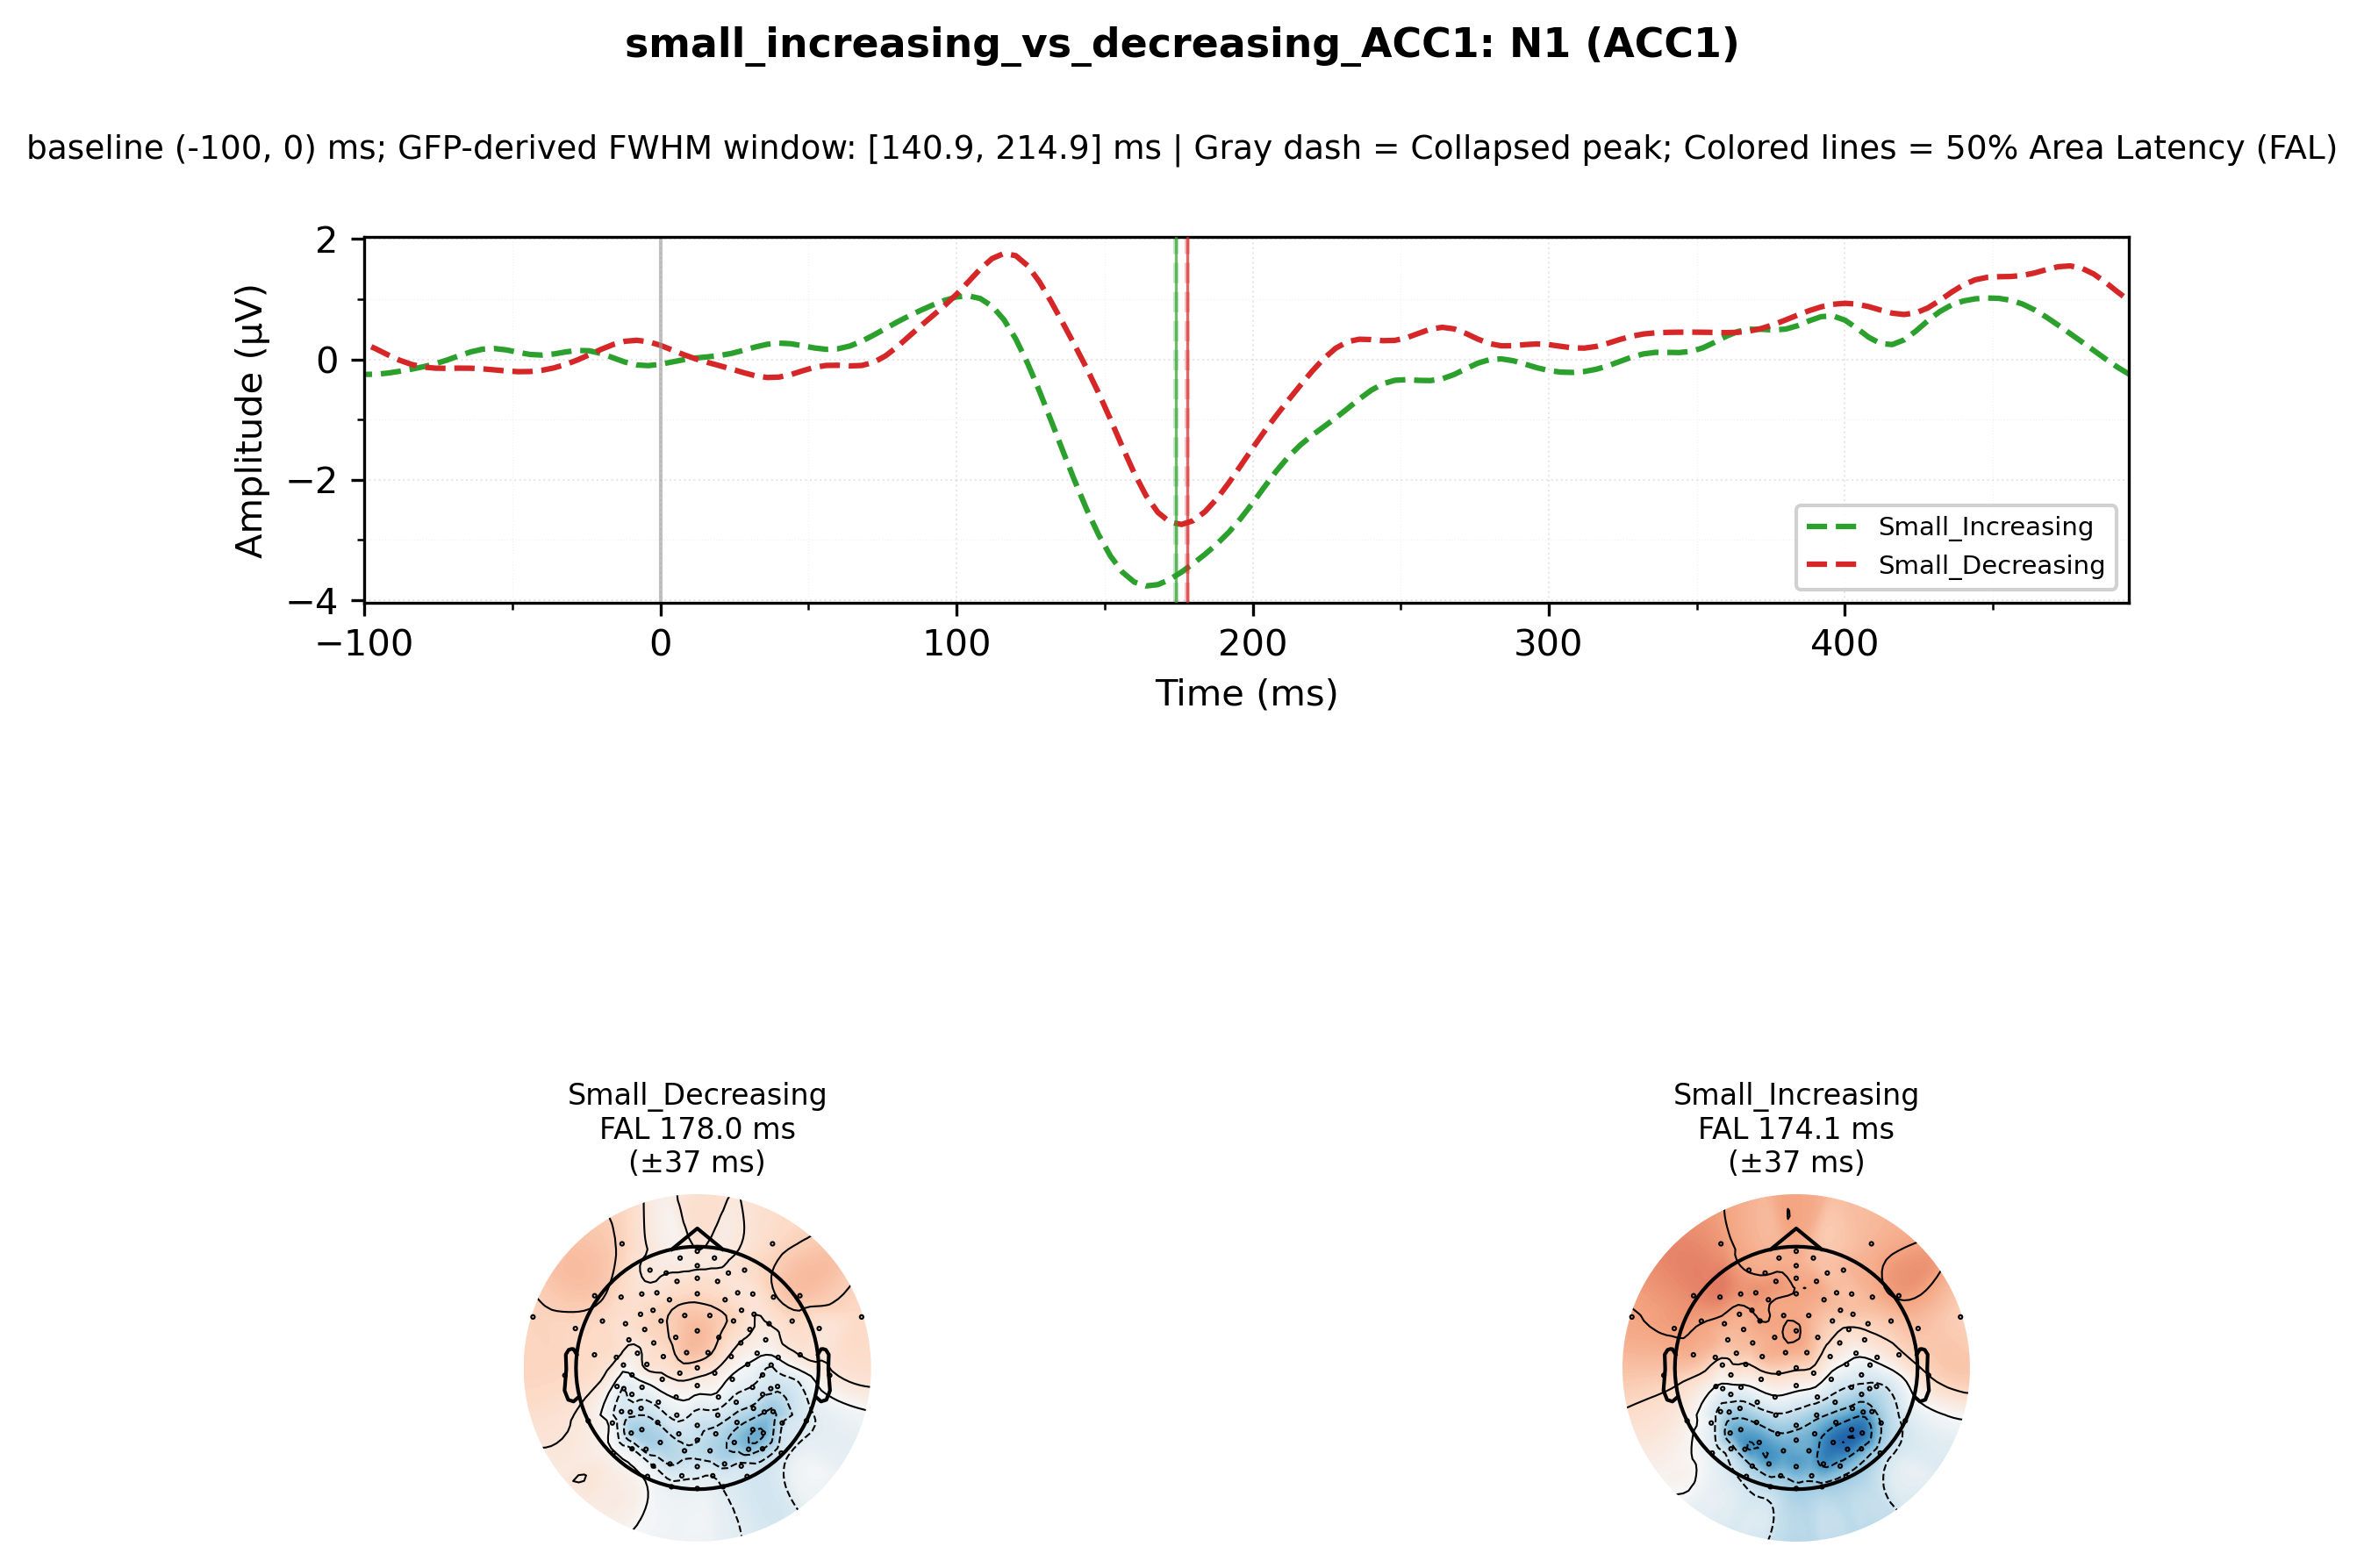 small_increasing_vs_decreasing_ACC1: N1 (ACC1)
baseline (-100, 0) ms; GFP-derived FWHM window: [140.9, 214.9] ms | Gray dash = Collapsed peak; Colored lines = 50% Area Latency (FAL)
Amplitude (µV)
2
0
−2
−4
−100 0 100 200 300 400
Time (ms)
Small_Increasing
Small_Decreasing
Small_Decreasing
FAL 178.0 ms
(±37 ms)
Small_Increasing
FAL 174.1 ms
(±37 ms)